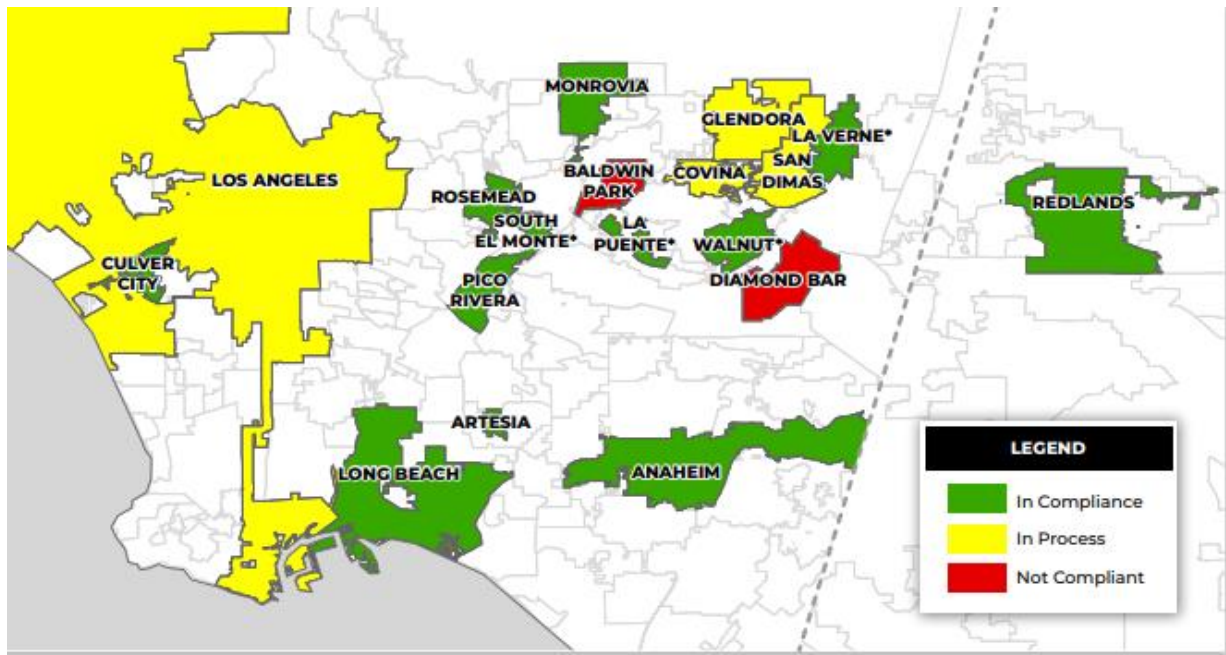 MONROVIA
GLENDORA
LA VERNE*
LOS ANGELES
BALDWIN
PARK
COVINA
SAN
DIMAS
ROSEMEAD
SOUTH
EL MONTE*
LA
PUENTE*
WALNUT*
REDLANDS
CULVER
CITY
PICO
RIVERA
DIAMOND BAR
ARTESIA
LONG BEACH
ANAHEIM
LEGEND
In Compliance
In Process
Not Compliant